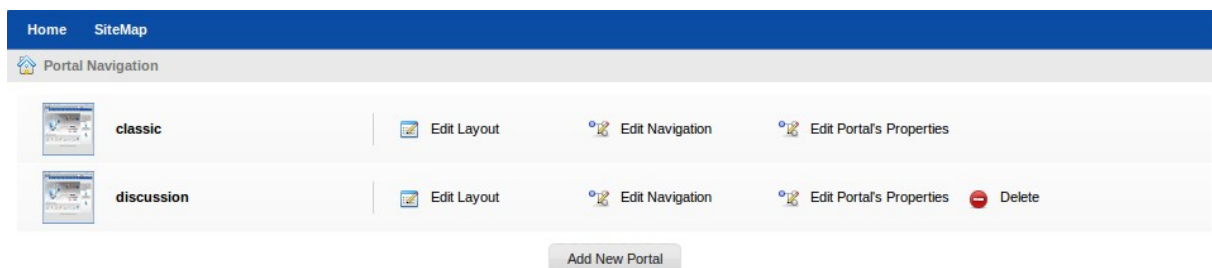 Home SiteMap
Portal Navigation
classic Edit Layout Edit Navigation Edit Portal's Properties
discussion Edit Layout Edit Navigation Edit Portal's Properties Delete
Add New Portal